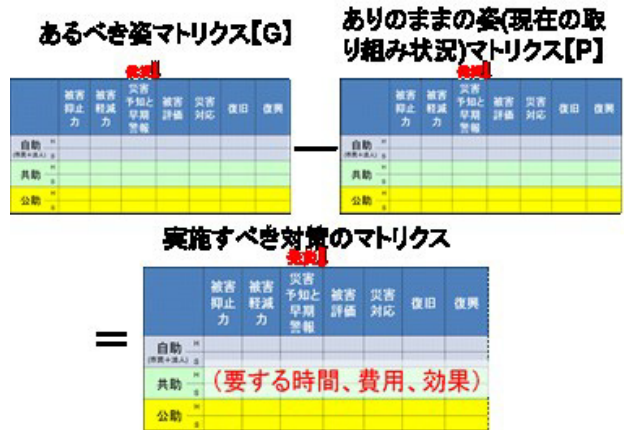 あるべき姿マトリクス【G】
ありのままの姿(現在の取
り組み状況)マトリクス【P】
被害
抑止
力
被害
軽減
力
災害
予知と
早期
警報
被害
評価
災害
対応
復旧
復興
自助
H
S
共助
H
S
公助
H
S
ー
被害
抑止
力
被害
軽減
力
災害
予知と
早期
警報
被害
評価
災害
対応
復旧
復興
自助
H
S
共助
H
S
公助
H
S
実施すべき対策のマトリクス
=
被害
抑止
力
被害
軽減
力
災害
予知と
早期
警報
被害
評価
災害
対応
復旧
復興
自助
(市民+法人)
H
S
共助
H
S
(要する時間、費用、効果)
公助
H
S